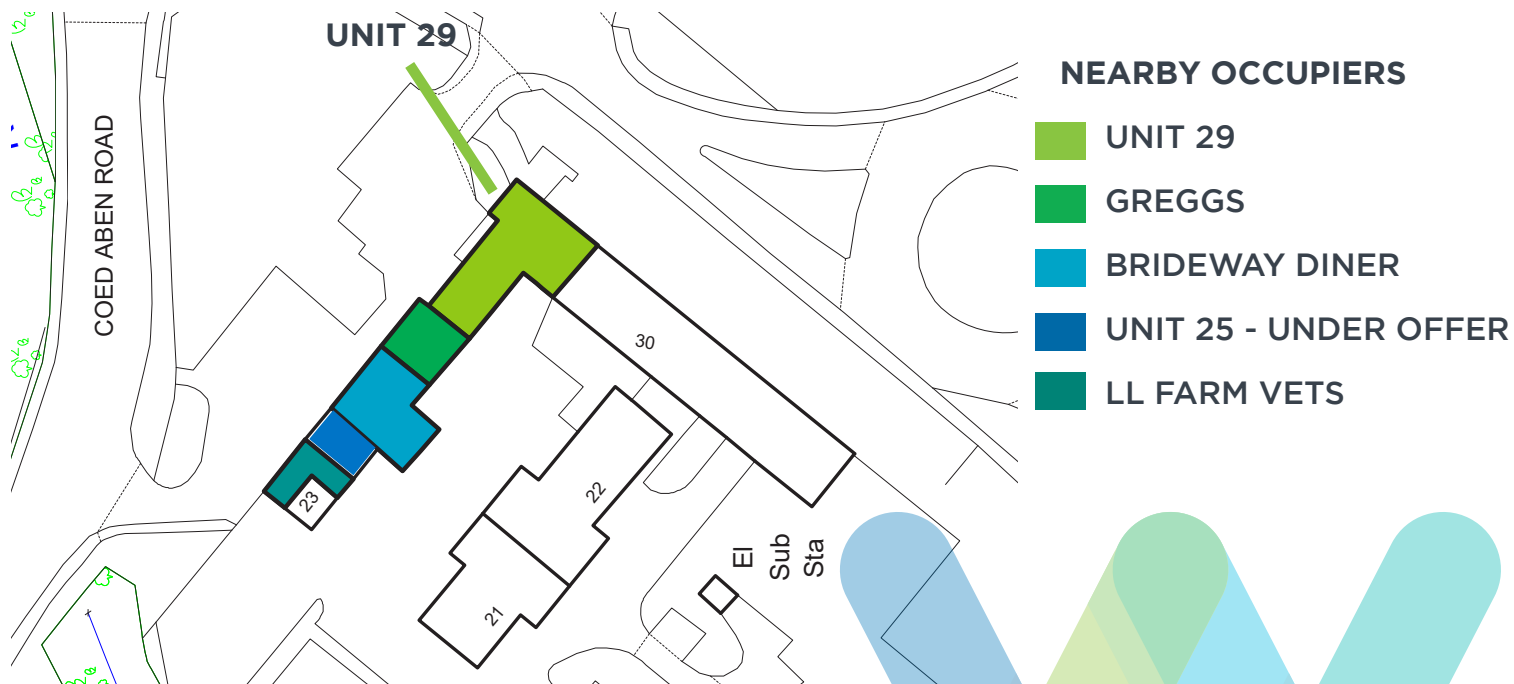 UNIT 29
COED ABEN ROAD
30
23
22
21
El
Sub
Sta
NEARBY OCCUPIERS
UNIT 29
GREGGS
BRIDEWAY DINER
UNIT 25 - UNDER OFFER
LL FARM VETS